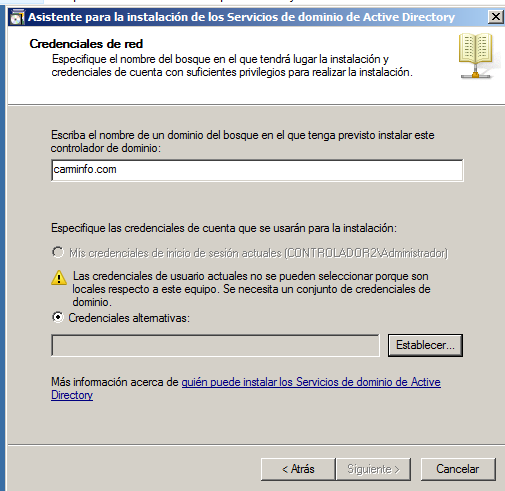 Asistente para la instalación de los Servicios de dominio de Active Directory
Credenciales de red
Especifique el nombre del bosque en el que tendrá lugar la instalación y
credenciales de cuenta con suficientes privilegios para realizar la instalación.
Escriba el nombre de un dominio del bosque en el que tenga previsto instalar este
controlador de dominio:
carminfo.com
Especifique las credenciales de cuenta que se usarán para la instalación:
Mis credenciales de inicio de sesión actuales (CONTROLADOR2\Administrador)
Las credenciales de usuario actuales no se pueden seleccionar porque son
locales respecto a este equipo. Se necesita un conjunto de credenciales de
dominio.
Credenciales alternativas:
Establecer...
Más información acerca de quién puede instalar los Servicios de dominio de Active
Directory
< Atrás
Siguiente >
Cancelar